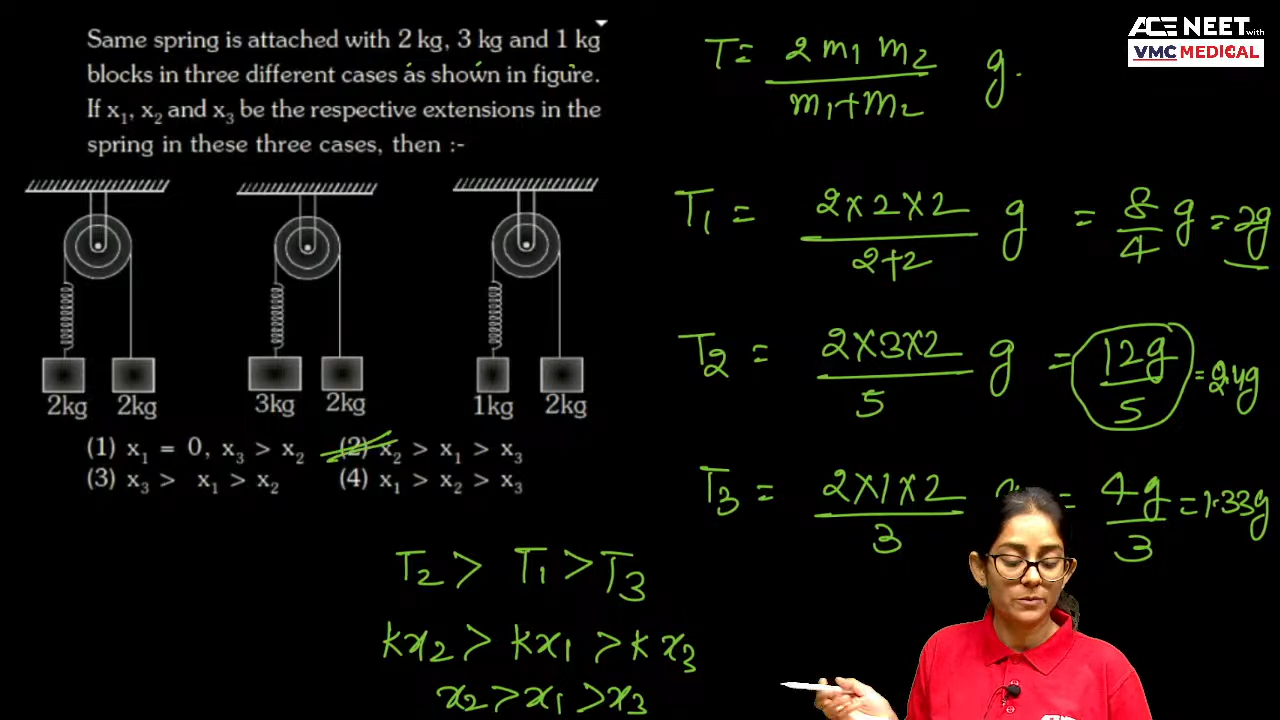 Same spring is attached with 2 kg, 3 kg and 1 kg
blocks in three different cases as shown in figure.
If x₁, x₂ and x₃ be the respective extensions in the
spring in these three cases, then :-
2kg 2kg 3kg 2kg 1kg 2kg
(1) x₁ = 0, x₃ > x₂ (2) x₂ > x₁ > x₃
(3) x₃ > x₁ > x₂ (4) x₁ > x₂ > x₃
T₂ > T₁ > T₃
kx₂ > kx₁ > kx₃
x₂ > x₁ > x₃
T = 2 m₁ m₂ / m₁+m₂ g.
T₁ = 2×2×2 / 2+2 g = 8/4 g = 2g
T₂ = 2×3×2 / 5 g = 12g/5 = 2.4g
T₃ = 2×1×2 / 3 = 4g/3 = 1.33g
ACE NEET with
VMC MEDICAL